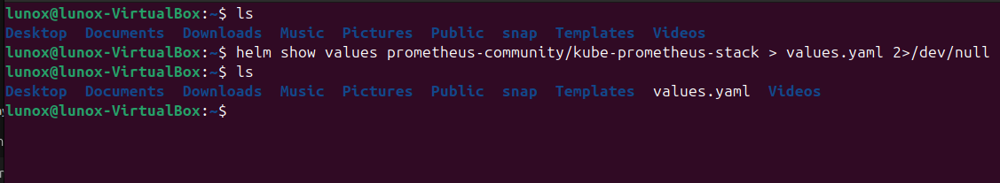 lunox@lunox-VirtualBox:~$ ls
Desktop Documents Downloads Music Pictures Public snap Templates Videos
lunox@lunox-VirtualBox:~$ helm show values prometheus-community/kube-prometheus-stack > values.yaml 2>/dev/null
lunox@lunox-VirtualBox:~$ ls
Desktop Documents Downloads Music Pictures Public snap Templates values.yaml Videos
lunox@lunox-VirtualBox:~$